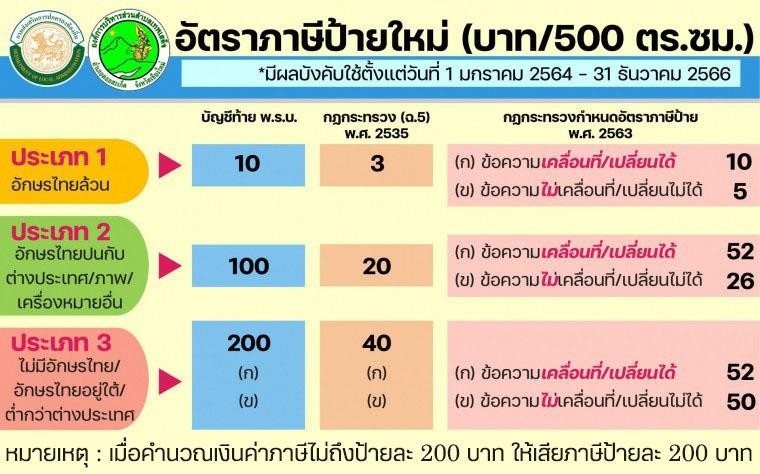 อัตราภาษีป้ายใหม่ (บาท/500 ตร.ซม.)
*มีผลบังคับใช้ตั้งแต่วันที่ 1 มกราคม 2564 - 31 ธันวาคม 2566
บัญชีท้าย พ.ร.บ.
กฎกระทรวง (ฉ.5)
พ.ศ. 2535
กฎกระทรวงกำหนดอัตราภาษีป้าย
พ.ศ. 2563
ประเภท 1
อักษรไทยล้วน
10
3
(ก) ข้อความเคลื่อนที่/เปลี่ยนได้ 10
(ข) ข้อความไม่เคลื่อนที่/เปลี่ยนไม่ได้ 5
ประเภท 2
อักษรไทยปนกับ
ต่างประเทศ/ภาพ/
เครื่องหมายอื่น
100
20
(ก) ข้อความเคลื่อนที่/เปลี่ยนได้ 52
(ข) ข้อความไม่เคลื่อนที่/เปลี่ยนไม่ได้ 26
ประเภท 3
ไม่มีอักษรไทย/
อักษรไทยอยู่ใต้/
ต่ำกว่าต่างประเทศ
200
(ก)
(ข)
40
(ก)
(ข)
(ก) ข้อความเคลื่อนที่/เปลี่ยนได้ 52
(ข) ข้อความไม่เคลื่อนที่/เปลี่ยนไม่ได้ 50
หมายเหตุ : เมื่อคำนวณเงินค่าภาษีไม่ถึงป้ายละ 200 บาท ให้เสียภาษีป้ายละ 200 บาท